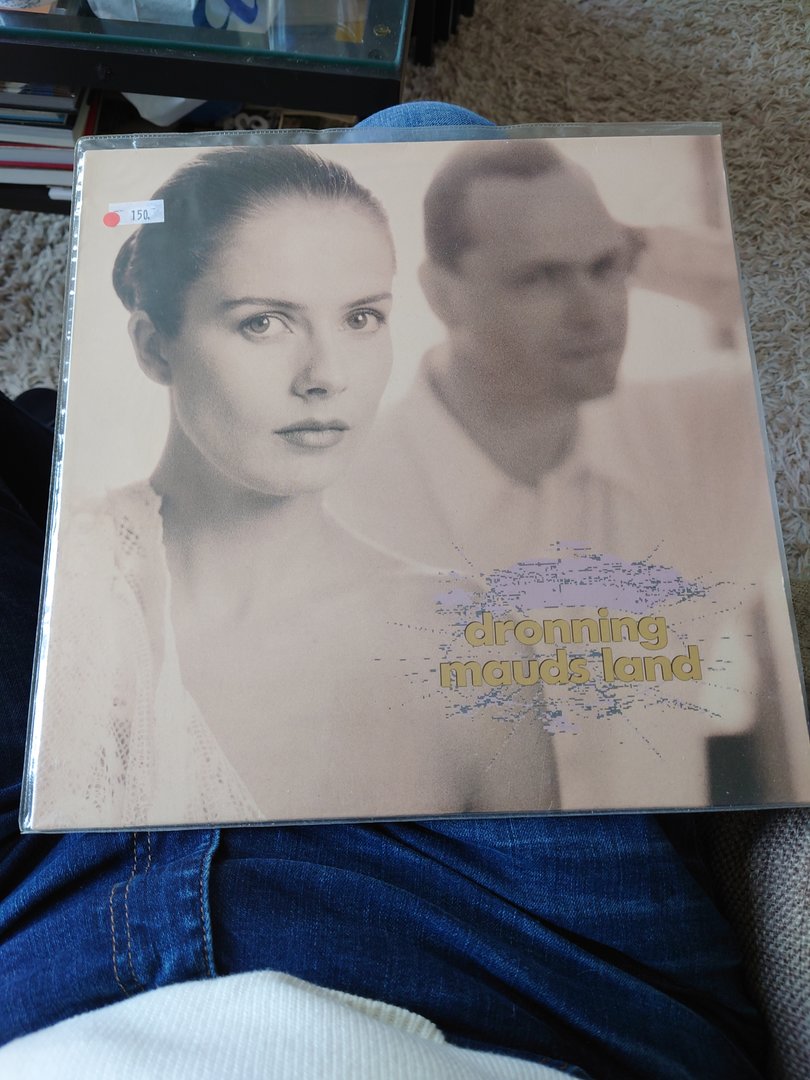 150.
dronning
mauds land